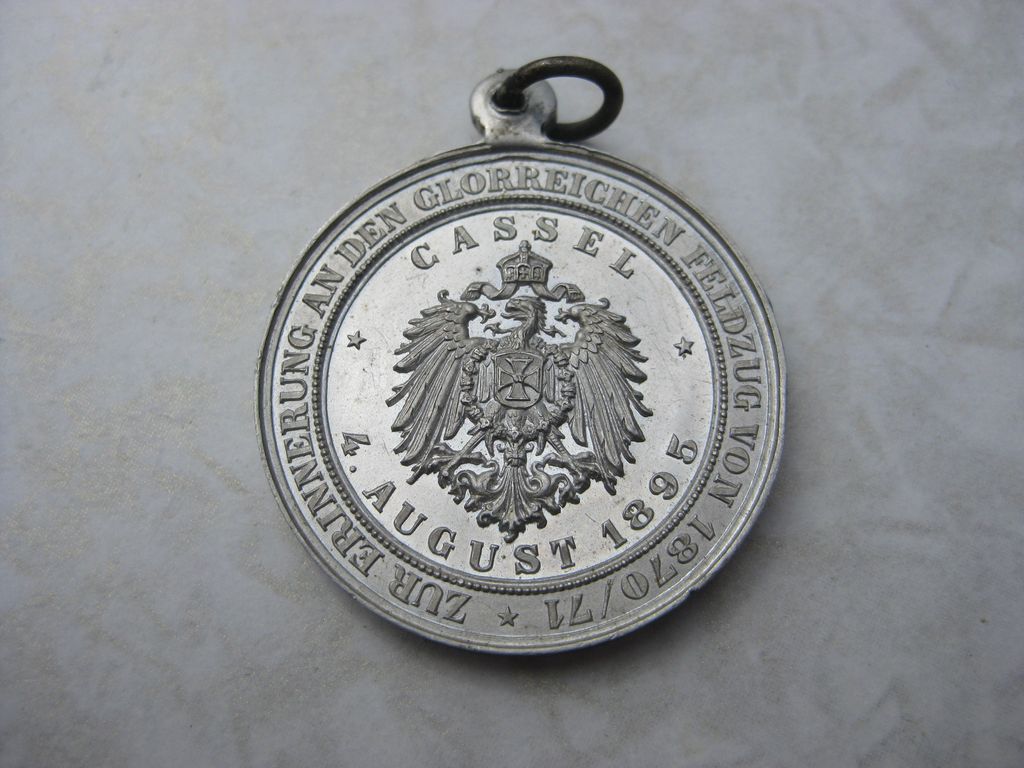 ZUR ERINNERUNG AN DEN GLORREICHEN FELDZUG VON 1870/71
CASSEL
4. AUGUST 1895